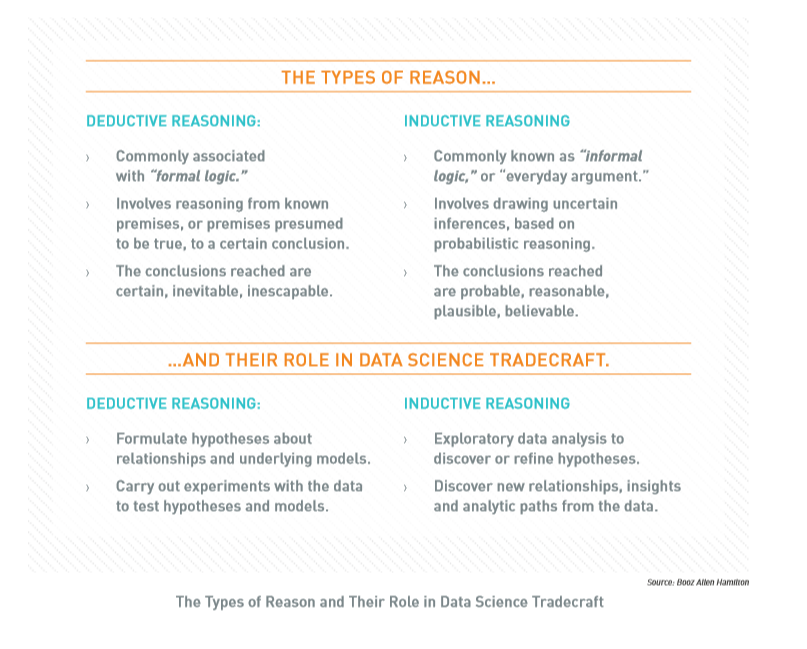 THE TYPES OF REASON...
DEDUCTIVE REASONING:
› Commonly associated
with “formal logic.”
› Involves reasoning from known
premises, or premises presumed
to be true, to a certain conclusion.
› The conclusions reached are
certain, inevitable, inescapable.
INDUCTIVE REASONING
› Commonly known as “informal
logic,” or “everyday argument.”
› Involves drawing uncertain
inferences, based on
probabilistic reasoning.
› The conclusions reached
are probable, reasonable,
plausible, believable.
...AND THEIR ROLE IN DATA SCIENCE TRADECRAFT.
DEDUCTIVE REASONING:
› Formulate hypotheses about
relationships and underlying models.
› Carry out experiments with the data
to test hypotheses and models.
INDUCTIVE REASONING
› Exploratory data analysis to
discover or refine hypotheses.
› Discover new relationships, insights
and analytic paths from the data.
Source: Booz Allen Hamilton
The Types of Reason and Their Role in Data Science Tradecraft